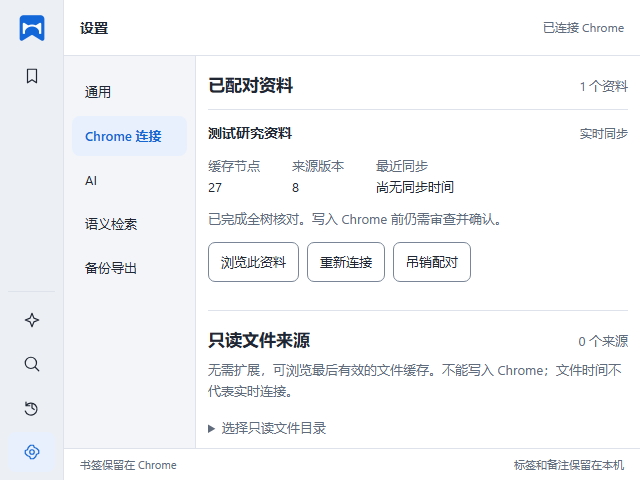 设置
已连接 Chrome
通用
Chrome 连接
AI
语义检索
备份导出
已配对资料
1 个资料
测试研究资料
实时同步
缓存节点 来源版本 最近同步
27 8 尚无同步时间
已完成全树核对。写入 Chrome 前仍需审查并确认。
浏览此资料 重新连接 吊销配对
只读文件来源
0 个来源
无需扩展，可浏览最后有效的文件缓存。不能写入 Chrome；文件时间不
代表实时连接。
选择只读文件目录
书签保留在 Chrome
标签和备注保留在本机